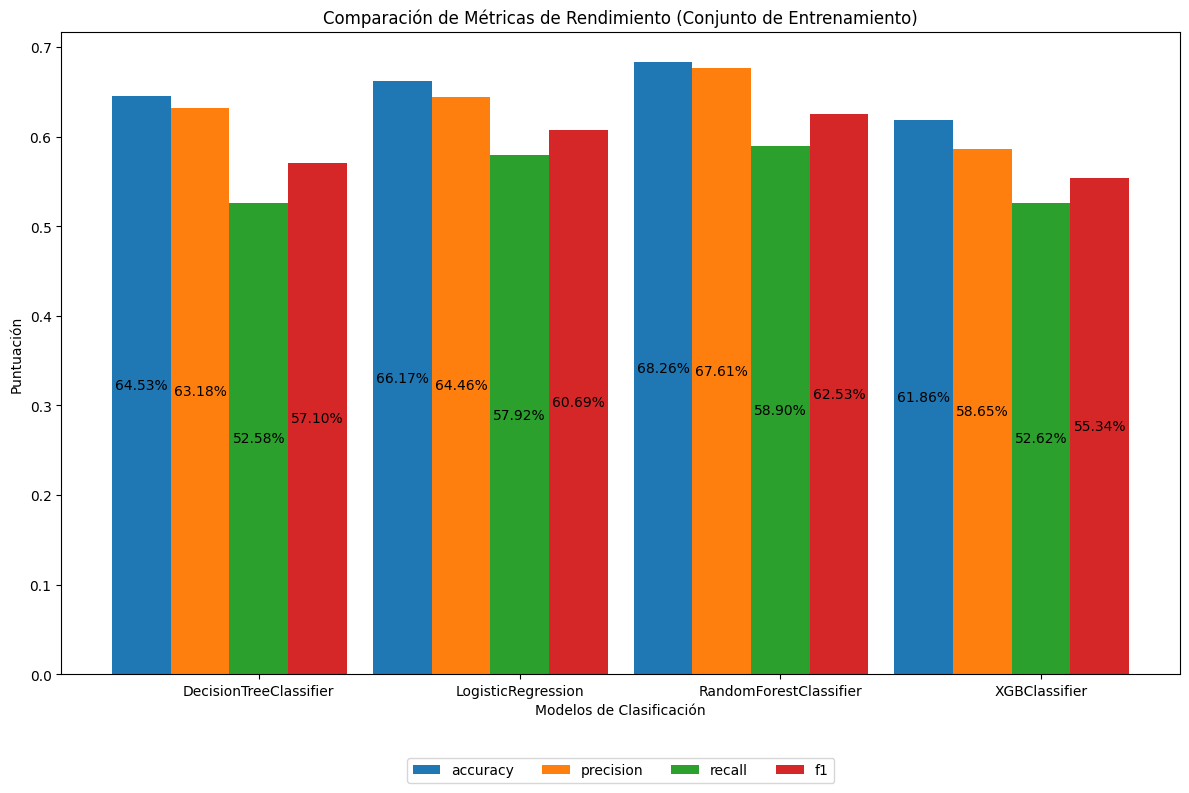 Comparación de Métricas de Rendimiento (Conjunto de Entrenamiento)
Puntuación
0.7
0.6
0.5
0.4
0.3
0.2
0.1
0.0
64.53% 63.18% 52.58% 57.10%
66.17% 64.46% 57.92% 60.69%
68.26% 67.61% 58.90% 62.53%
61.86% 58.65% 52.62% 55.34%
DecisionTreeClassifier LogisticRegression RandomForestClassifier XGBClassifier
Modelos de Clasificación
accuracy precision recall f1